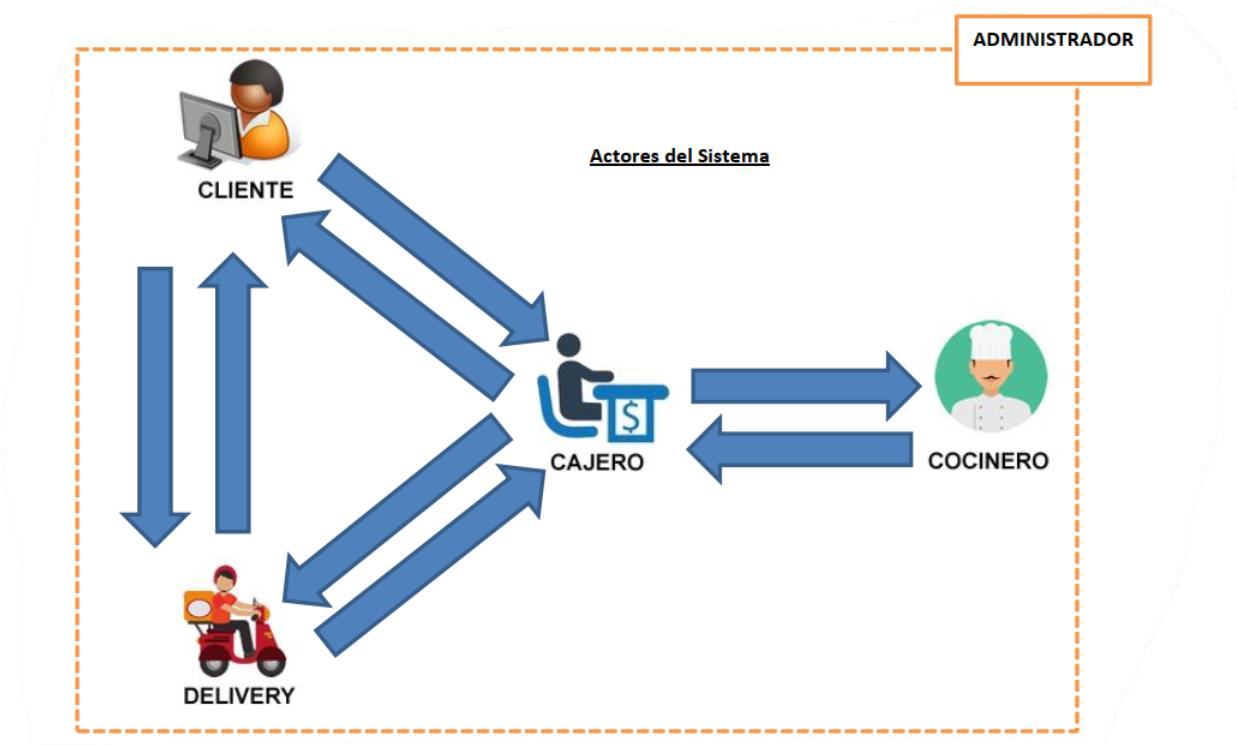 ADMINISTRADOR
Actores del Sistema
CLIENTE
$
CAJERO
COCINERO
DELIVERY